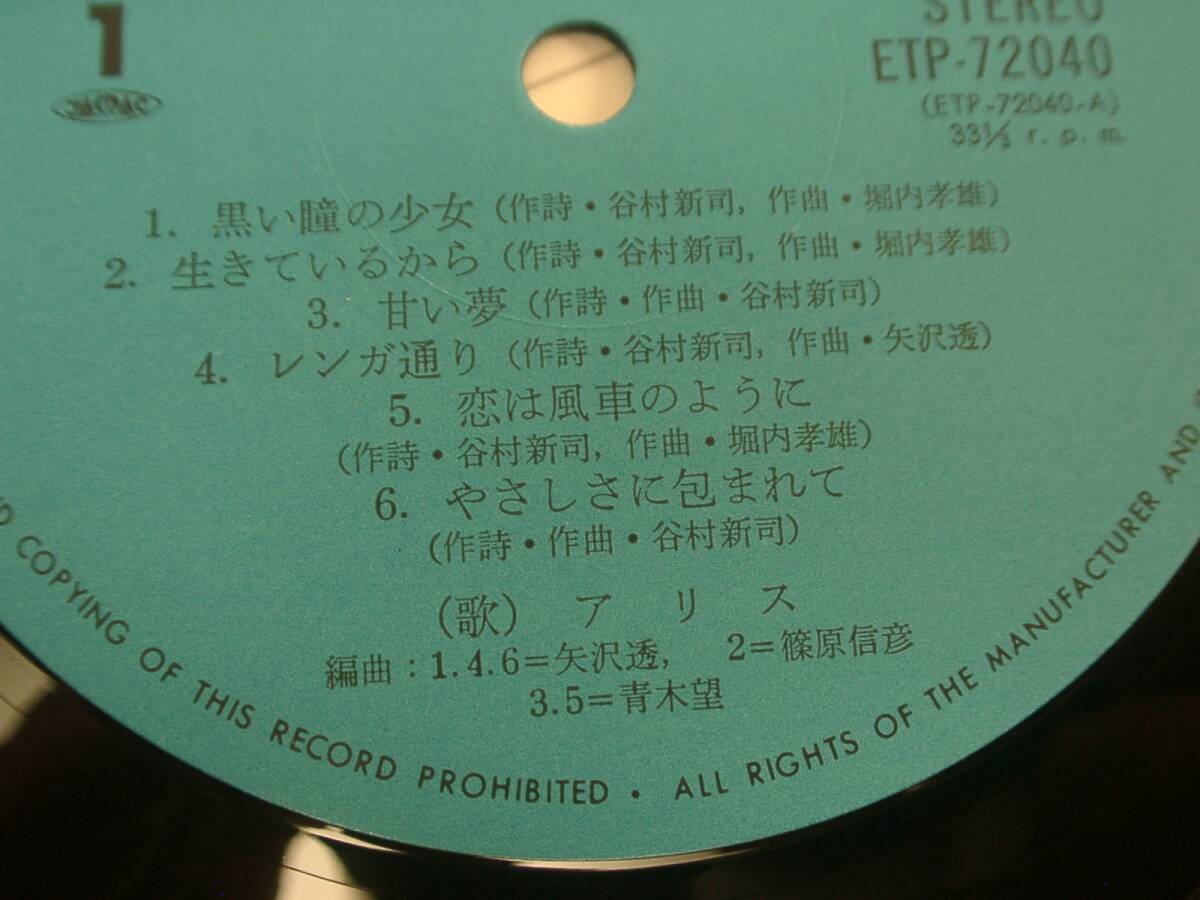 1
STEREO
ETP-72040
(ETP-72040-A)
33⅓ r. p. m.
1. 黒い瞳の少女 (作詩・谷村新司, 作曲・堀内孝雄)
2. 生きているから (作詩・谷村新司, 作曲・堀内孝雄)
3. 甘い夢 (作詩・作曲・谷村新司)
4. レンガ通り (作詩・谷村新司, 作曲・矢沢透)
5. 恋は風車のように
(作詩・谷村新司, 作曲・堀内孝雄)
6. やさしさに包まれて
(作詩・作曲・谷村新司)
(歌) アリス
編曲 : 1.4.6=矢沢透, 2=篠原信彦
3.5=青木望
COPYING OF THIS RECORD PROHIBITED • ALL RIGHTS OF THE MANUFACTURER AND